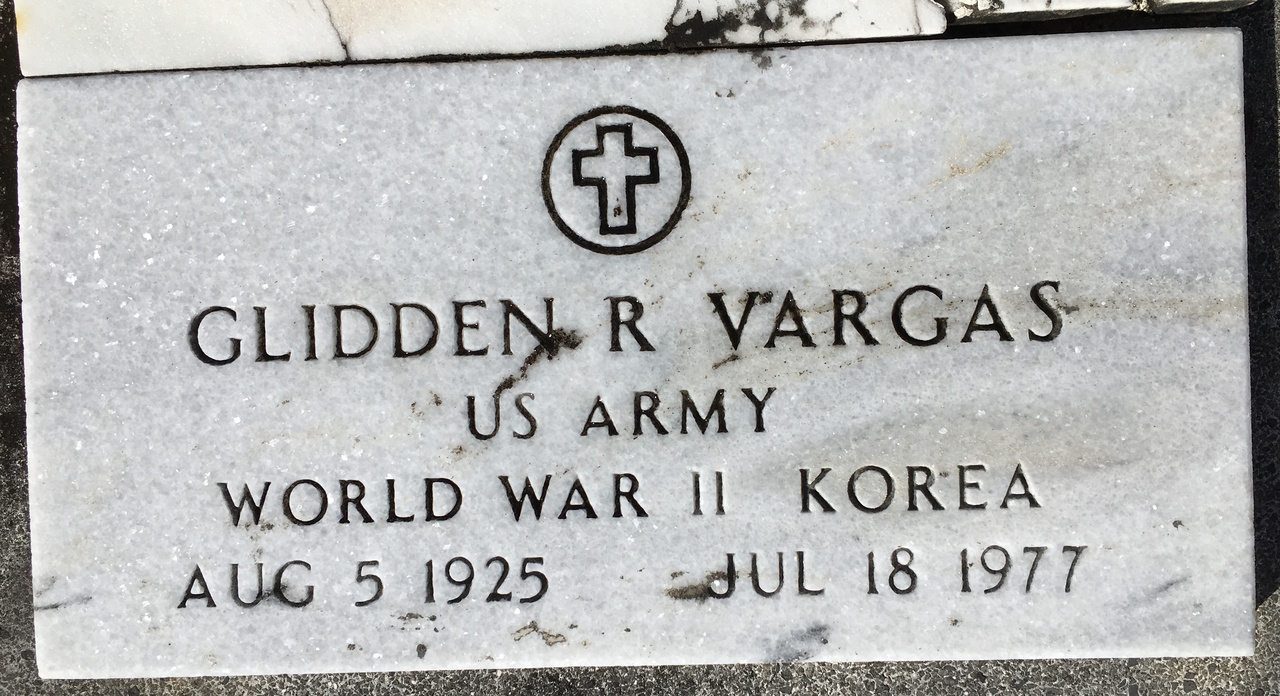 GLIDDEN R VARGAS
US ARMY
WORLD WAR II KOREA
AUG 5 1925 JUL 18 1977